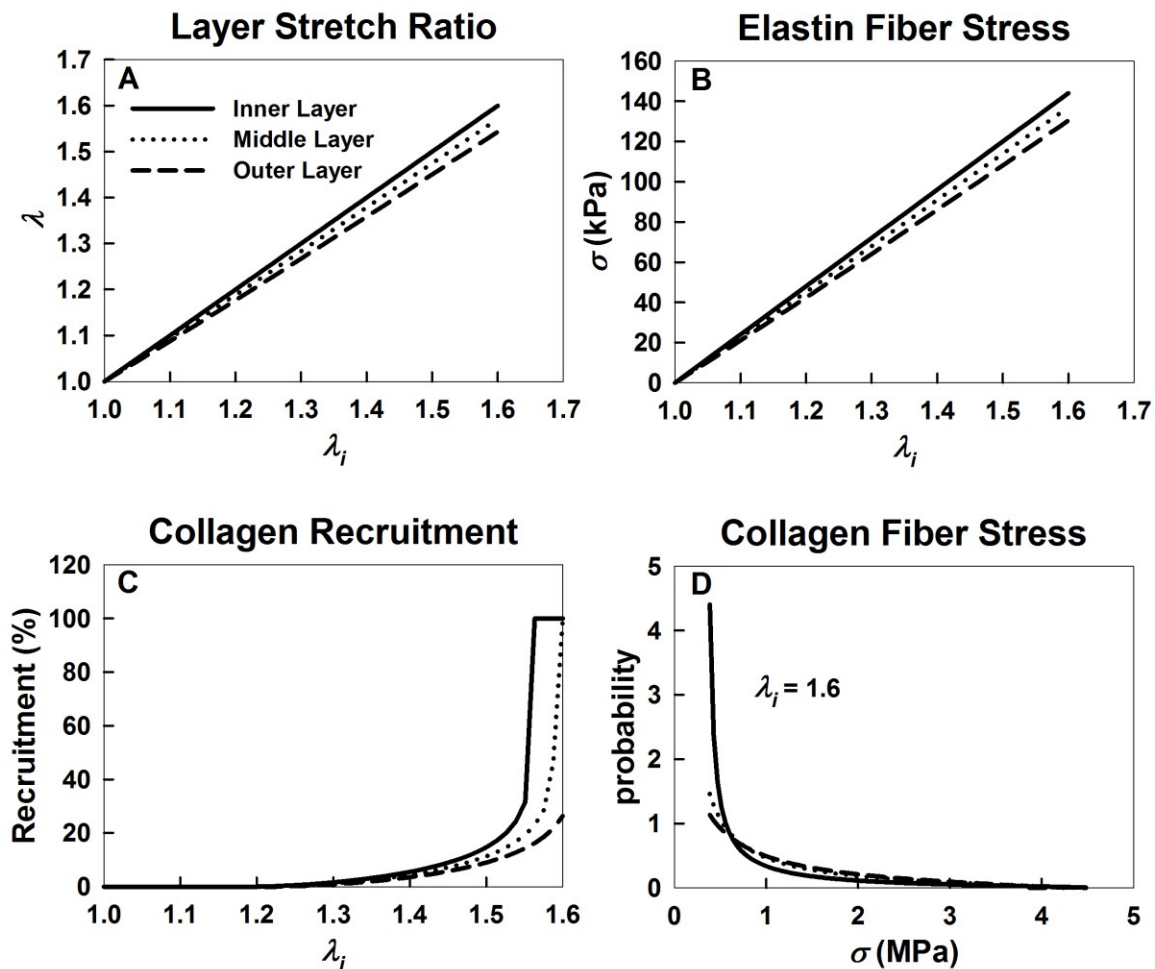 Layer Stretch Ratio
A
Inner Layer
Middle Layer
Outer Layer
1.7
1.6
1.5
1.4
1.3
1.2
1.1
1.0
λ
1.0 1.1 1.2 1.3 1.4 1.5 1.6 1.7
λi
Elastin Fiber Stress
B
160
140
120
100
80
60
40
20
0
σ (kPa)
1.0 1.1 1.2 1.3 1.4 1.5 1.6 1.7
λi
Collagen Recruitment
C
120
100
80
60
40
20
0
Recruitment (%)
1.0 1.1 1.2 1.3 1.4 1.5 1.6
λi
Collagen Fiber Stress
D
λi = 1.6
5
4
3
2
1
0
probability
0 1 2 3 4 5
σ (MPa)